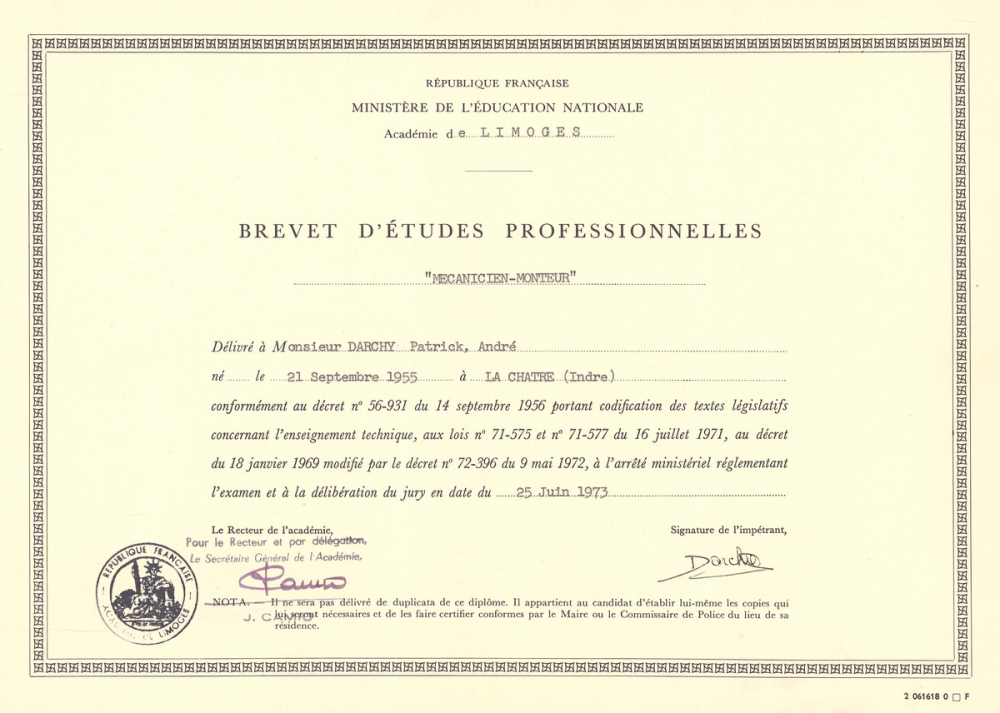 RÉPUBLIQUE FRANÇAISE
MINISTÈRE DE L'ÉDUCATION NATIONALE
Académie de LIMOGES
BREVET D'ÉTUDES PROFESSIONNELLES
"MECANICIEN-MONTEUR"
Délivré à Monsieur DARCHY Patrick, André
né le 21 Septembre 1955 à LA CHATRE (Indre)
conformément au décret n° 56-931 du 14 septembre 1956 portant codification des textes législatifs
concernant l'enseignement technique, aux lois n° 71-575 et n° 71-577 du 16 juillet 1971, au décret
du 18 janvier 1969 modifié par le décret n° 72-396 du 9 mai 1972, à l'arrêté ministériel réglementant
l'examen et à la délibération du jury en date du 25 Juin 1973
Le Recteur de l'académie,
Pour le Recteur et par délégation,
Le Secrétaire Général de l'Académie,
Signature de l'impétrant,
Darchy
RÉPUBLIQUE FRANÇAISE
LIMOGES
NOTA. — Il ne sera pas délivré de duplicata de ce diplôme. Il appartient au candidat d'établir lui-même les copies qui
lui seront nécessaires et de les faire certifier conformes par le Maire ou le Commissaire de Police du lieu de sa
résidence.
J. CAMIO
2 061618 0 □ F